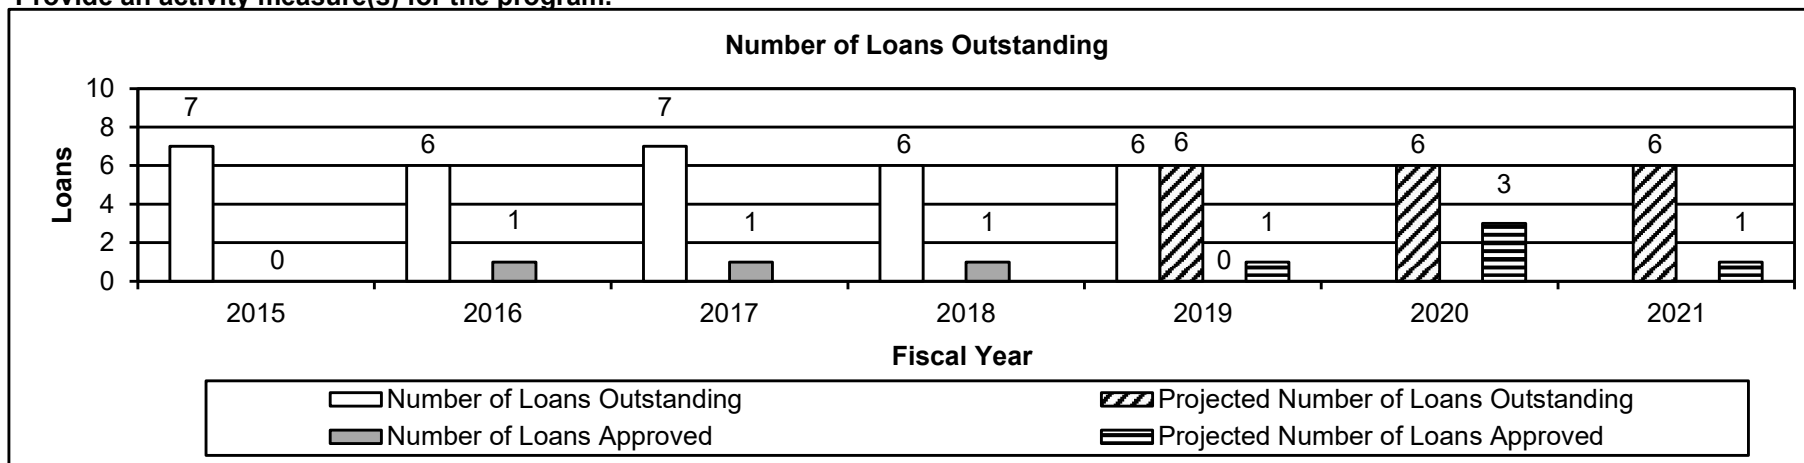 Provide an activity measure(s) for the program.
Number of Loans Outstanding
10
8
6
4
2
0
Loans
7 0
6 1
7 1
6 1
6 6 0 1
6 3
6 1
2015 2016 2017 2018 2019 2020 2021
Fiscal Year
Number of Loans Outstanding Projected Number of Loans Outstanding
Number of Loans Approved Projected Number of Loans Approved